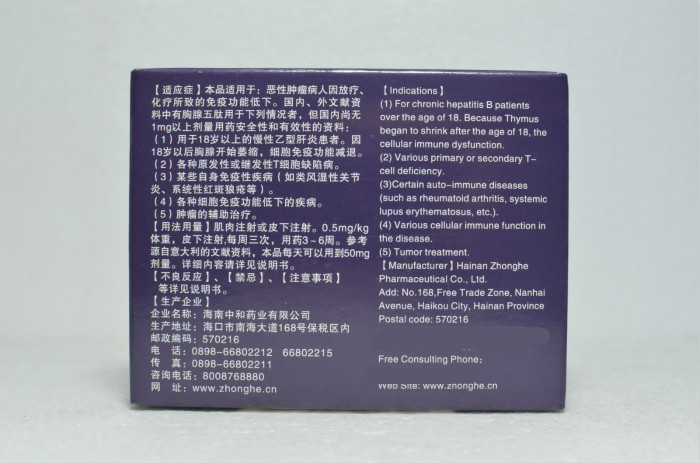 【适应症】本品适用于：恶性肿瘤病人因放疗、
化疗所致的免疫功能低下。国内、外文献资
料中有胸腺五肽用于下列情况者，但国内尚无
1mg以上剂量用药安全性和有效性的资料：
（1）用于18岁以上的慢性乙型肝炎患者。因
18岁以后胸腺开始萎缩，细胞免疫功能减退。
（2）各种原发性或继发性T细胞缺陷病。
（3）某些自身免疫性疾病（如类风湿性关节
炎、系统性红斑狼疮等）。
（4）各种细胞免疫功能低下的疾病。
（5）肿瘤的辅助治疗。
【用法用量】肌肉注射或皮下注射。0.5mg/kg
体重，皮下注射,每周三次，用药3~6周。参考
源自意大利的文献资料，本品每天可以用到50mg
剂量。详细内容请详见说明书。
【不良反应】、【禁忌】、【注意事项】
等详见说明书。
【生产企业】
企业名称：海南中和药业有限公司
生产地址：海口市南海大道168号保税区内
邮政编码：570216
电 话：0898-66802212 66802215
传 真：0898-66802211
咨询电话：8008768880
网 址：www.zhonghe.cn
【Indications】
(1) For chronic hepatitis B patients
over the age of 18. Because Thymus
began to shrink after the age of 18, the
cellular immune dysfunction.
(2) Various primary or secondary T-
cell deficiency.
(3)Certain auto-immune diseases
(such as rheumatoid arthritis, systemic
lupus erythematosus, etc.).
(4) Various cellular immune function in
the disease.
(5) Tumor treatment.
【Manufacturer】Hainan Zhonghe
Pharmaceutical Co., Ltd.
Add: No.168,Free Trade Zone, Nanhai
Avenue, Haikou City, Hainan Province
Postal code: 570216
Free Consulting Phone:
Web Site: www.zhonghe.cn